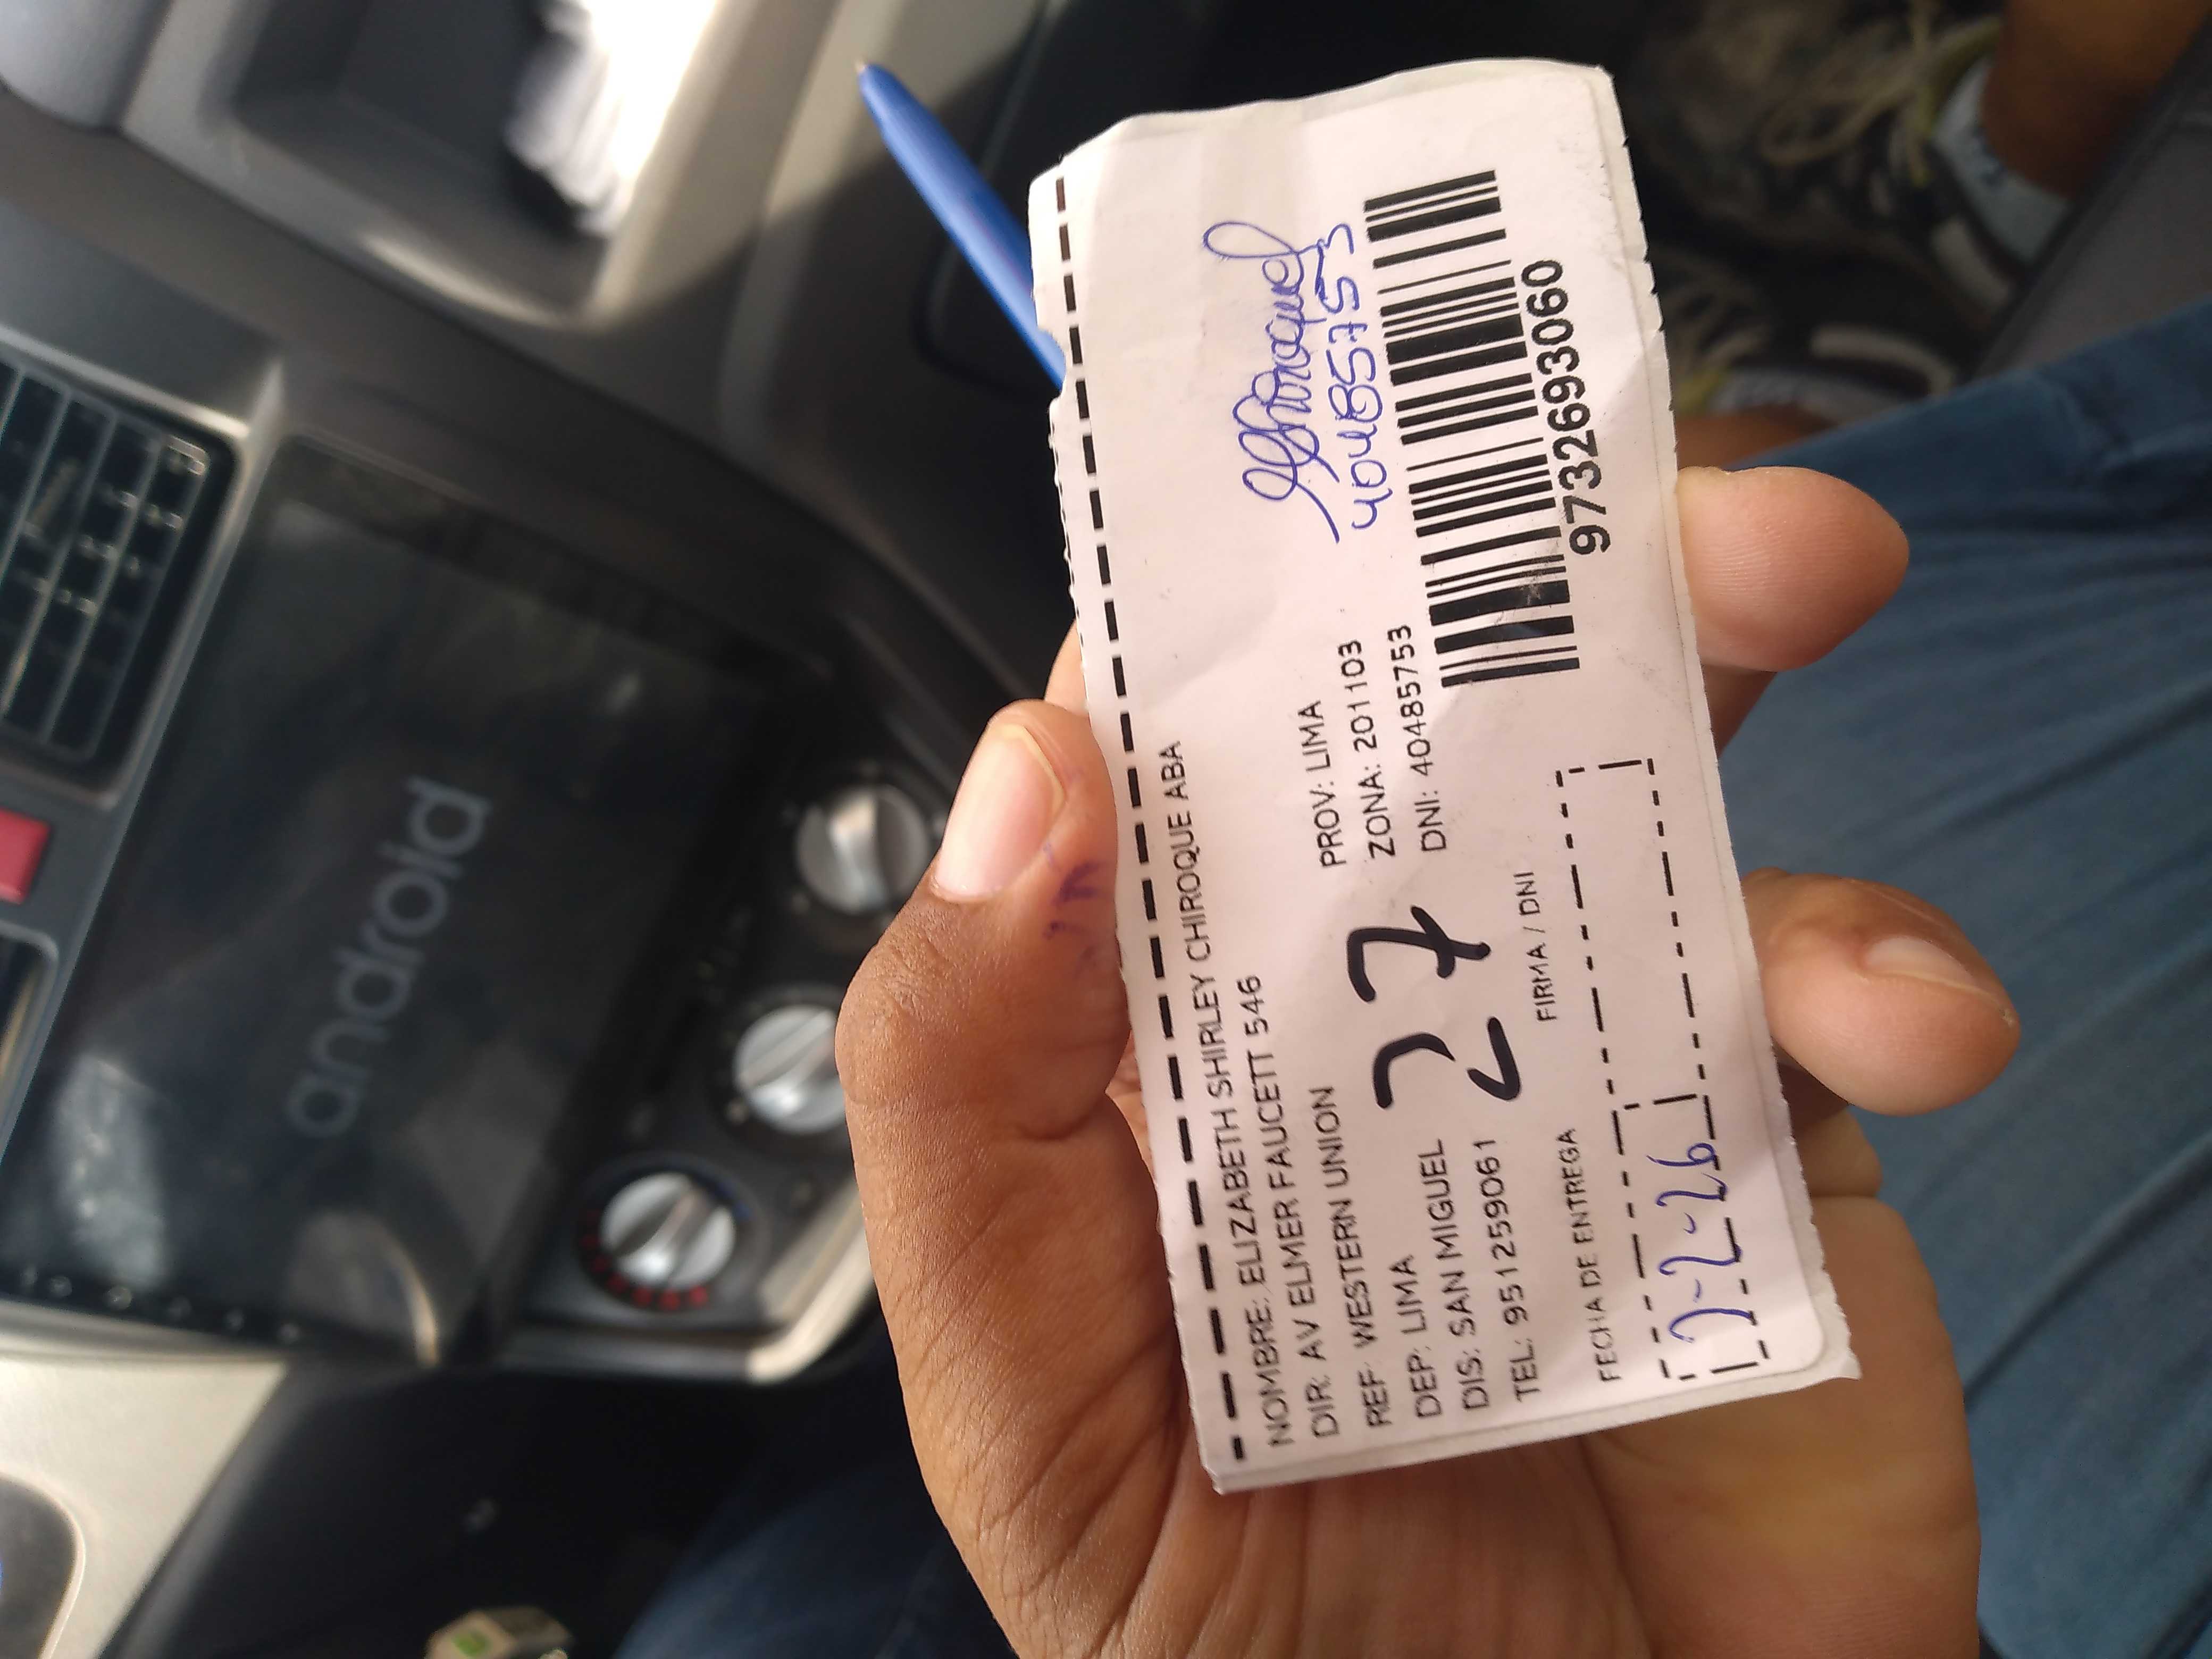 NOMBRE: ELIZABETH SHIRLEY CHIROQUE ABA
DIR: AV ELMER FAUCETT 546
REF: WESTERN UNION
DEP: LIMA
PROV: LIMA
DIS: SAN MIGUEL
ZONA: 201103
TEL: 951259061
DNI: 40485753
27
40485753
9732693060
FECHA DE ENTREGA
FIRMA / DNI
2-2-26
android